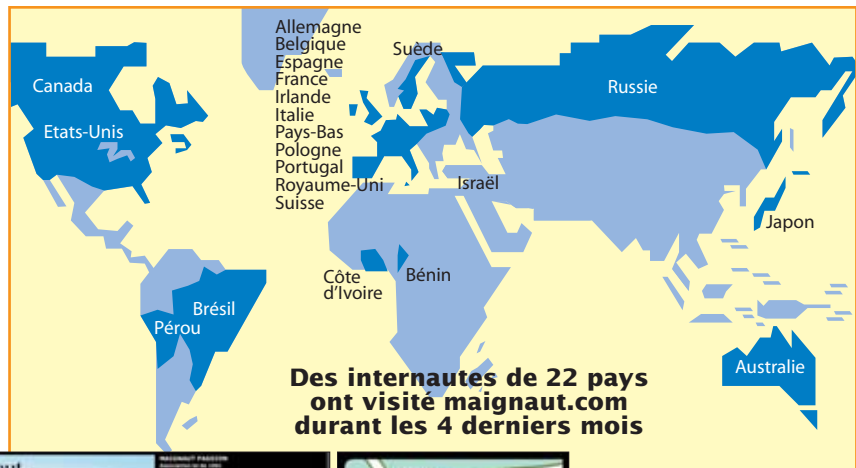 Allemagne
Belgique
Espagne
France
Irlande
Italie
Pays-Bas
Pologne
Portugal
Royaume-Uni
Suisse
Suède
Canada
Etats-Unis
Russie
Israël
Japon
Côte
d'Ivoire
Bénin
Brésil
Pérou
Australie
Des internautes de 22 pays
ont visité maignaut.com
durant les 4 derniers mois
MAIGNAUT PASSION